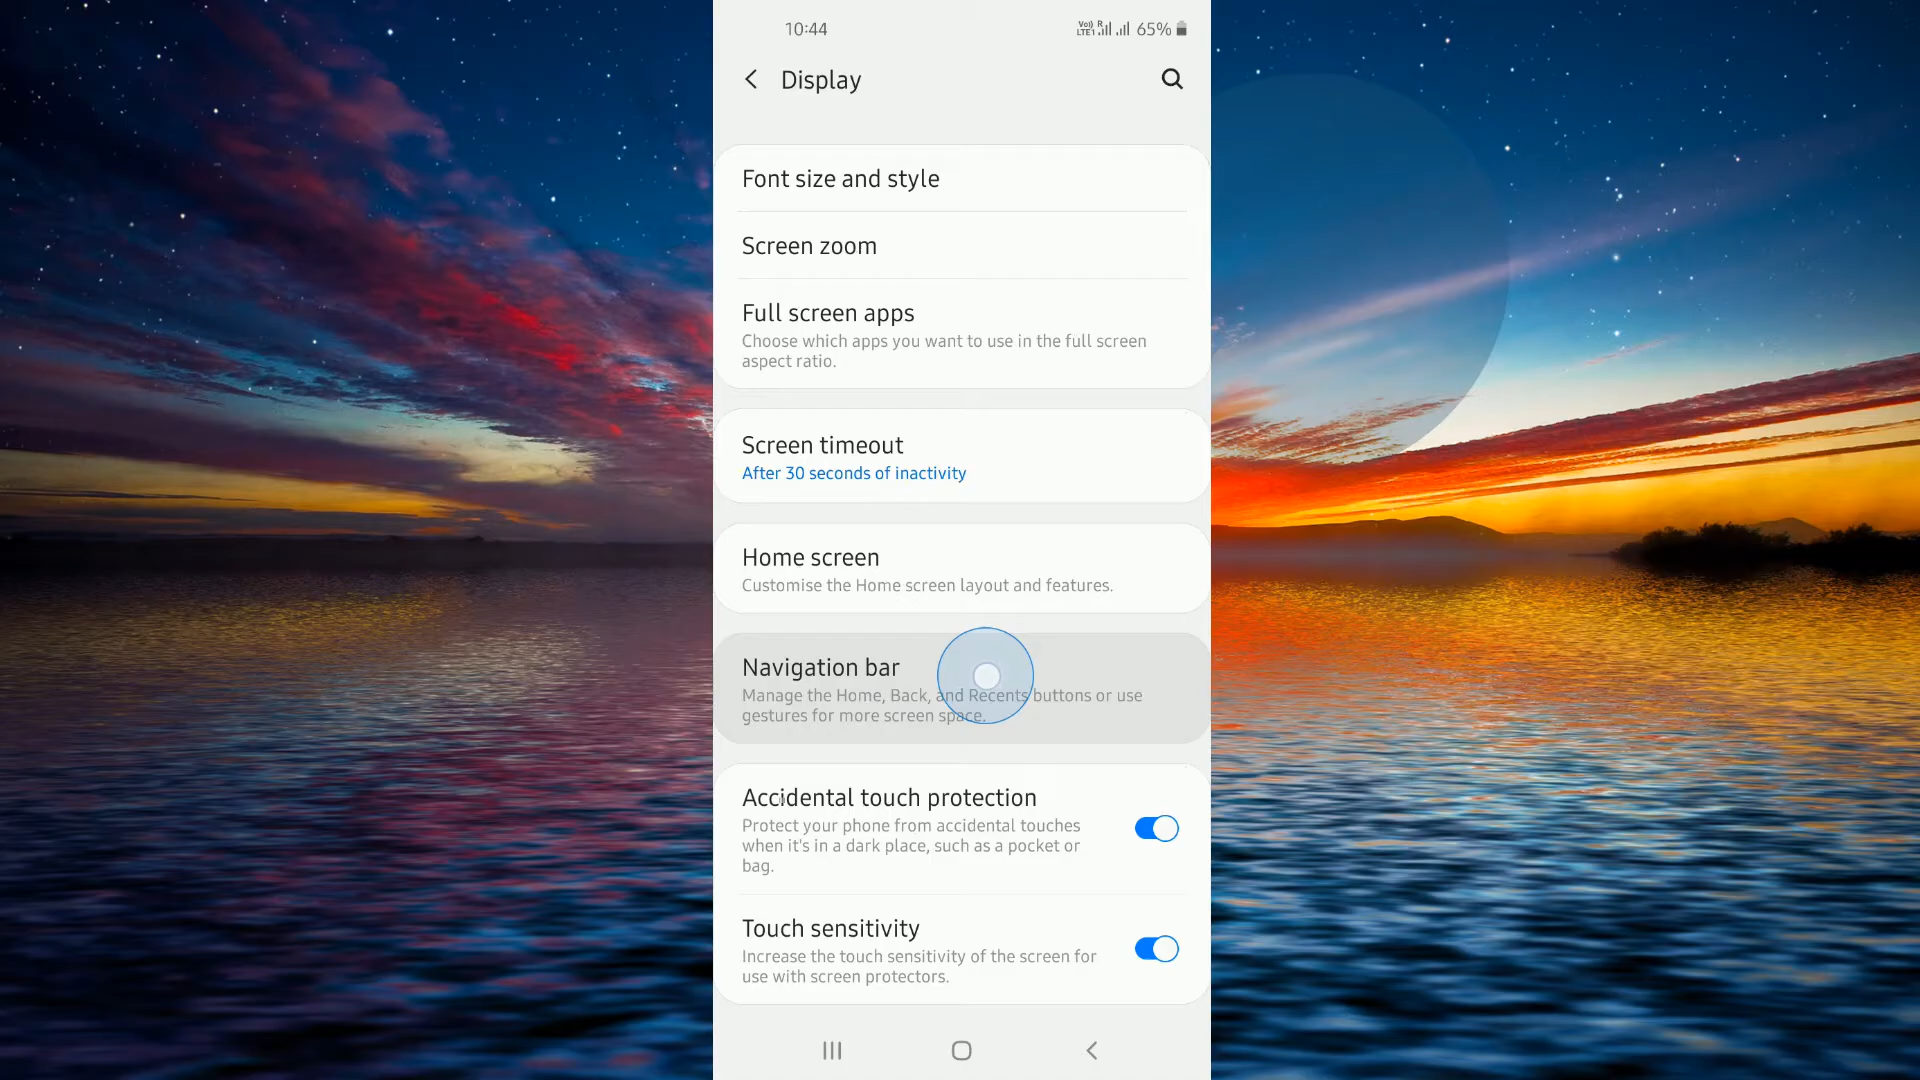 10:44
Vo)) R
LTE1 65%
Display
Font size and style
Screen zoom
Full screen apps
Choose which apps you want to use in the full screen
aspect ratio.
Screen timeout
After 30 seconds of inactivity
Home screen
Customise the Home screen layout and features.
Navigation bar
Manage the Home, Back, and Recents buttons or use
gestures for more screen space.
Accidental touch protection
Protect your phone from accidental touches
when it's in a dark place, such as a pocket or
bag.
Touch sensitivity
Increase the touch sensitivity of the screen for
use with screen protectors.